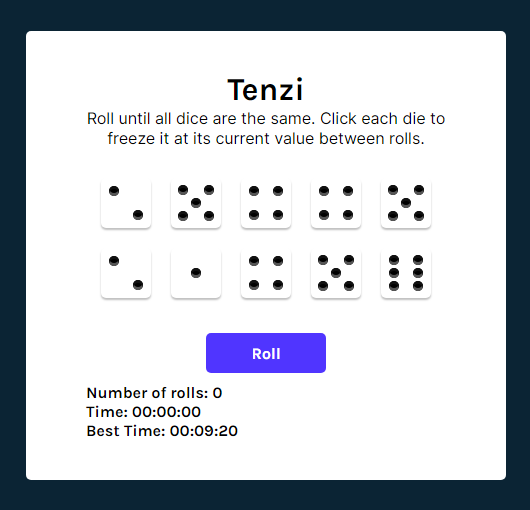 Tenzi
Roll until all dice are the same. Click each die to
freeze it at its current value between rolls.
Roll
Number of rolls: 0
Time: 00:00:00
Best Time: 00:09:20